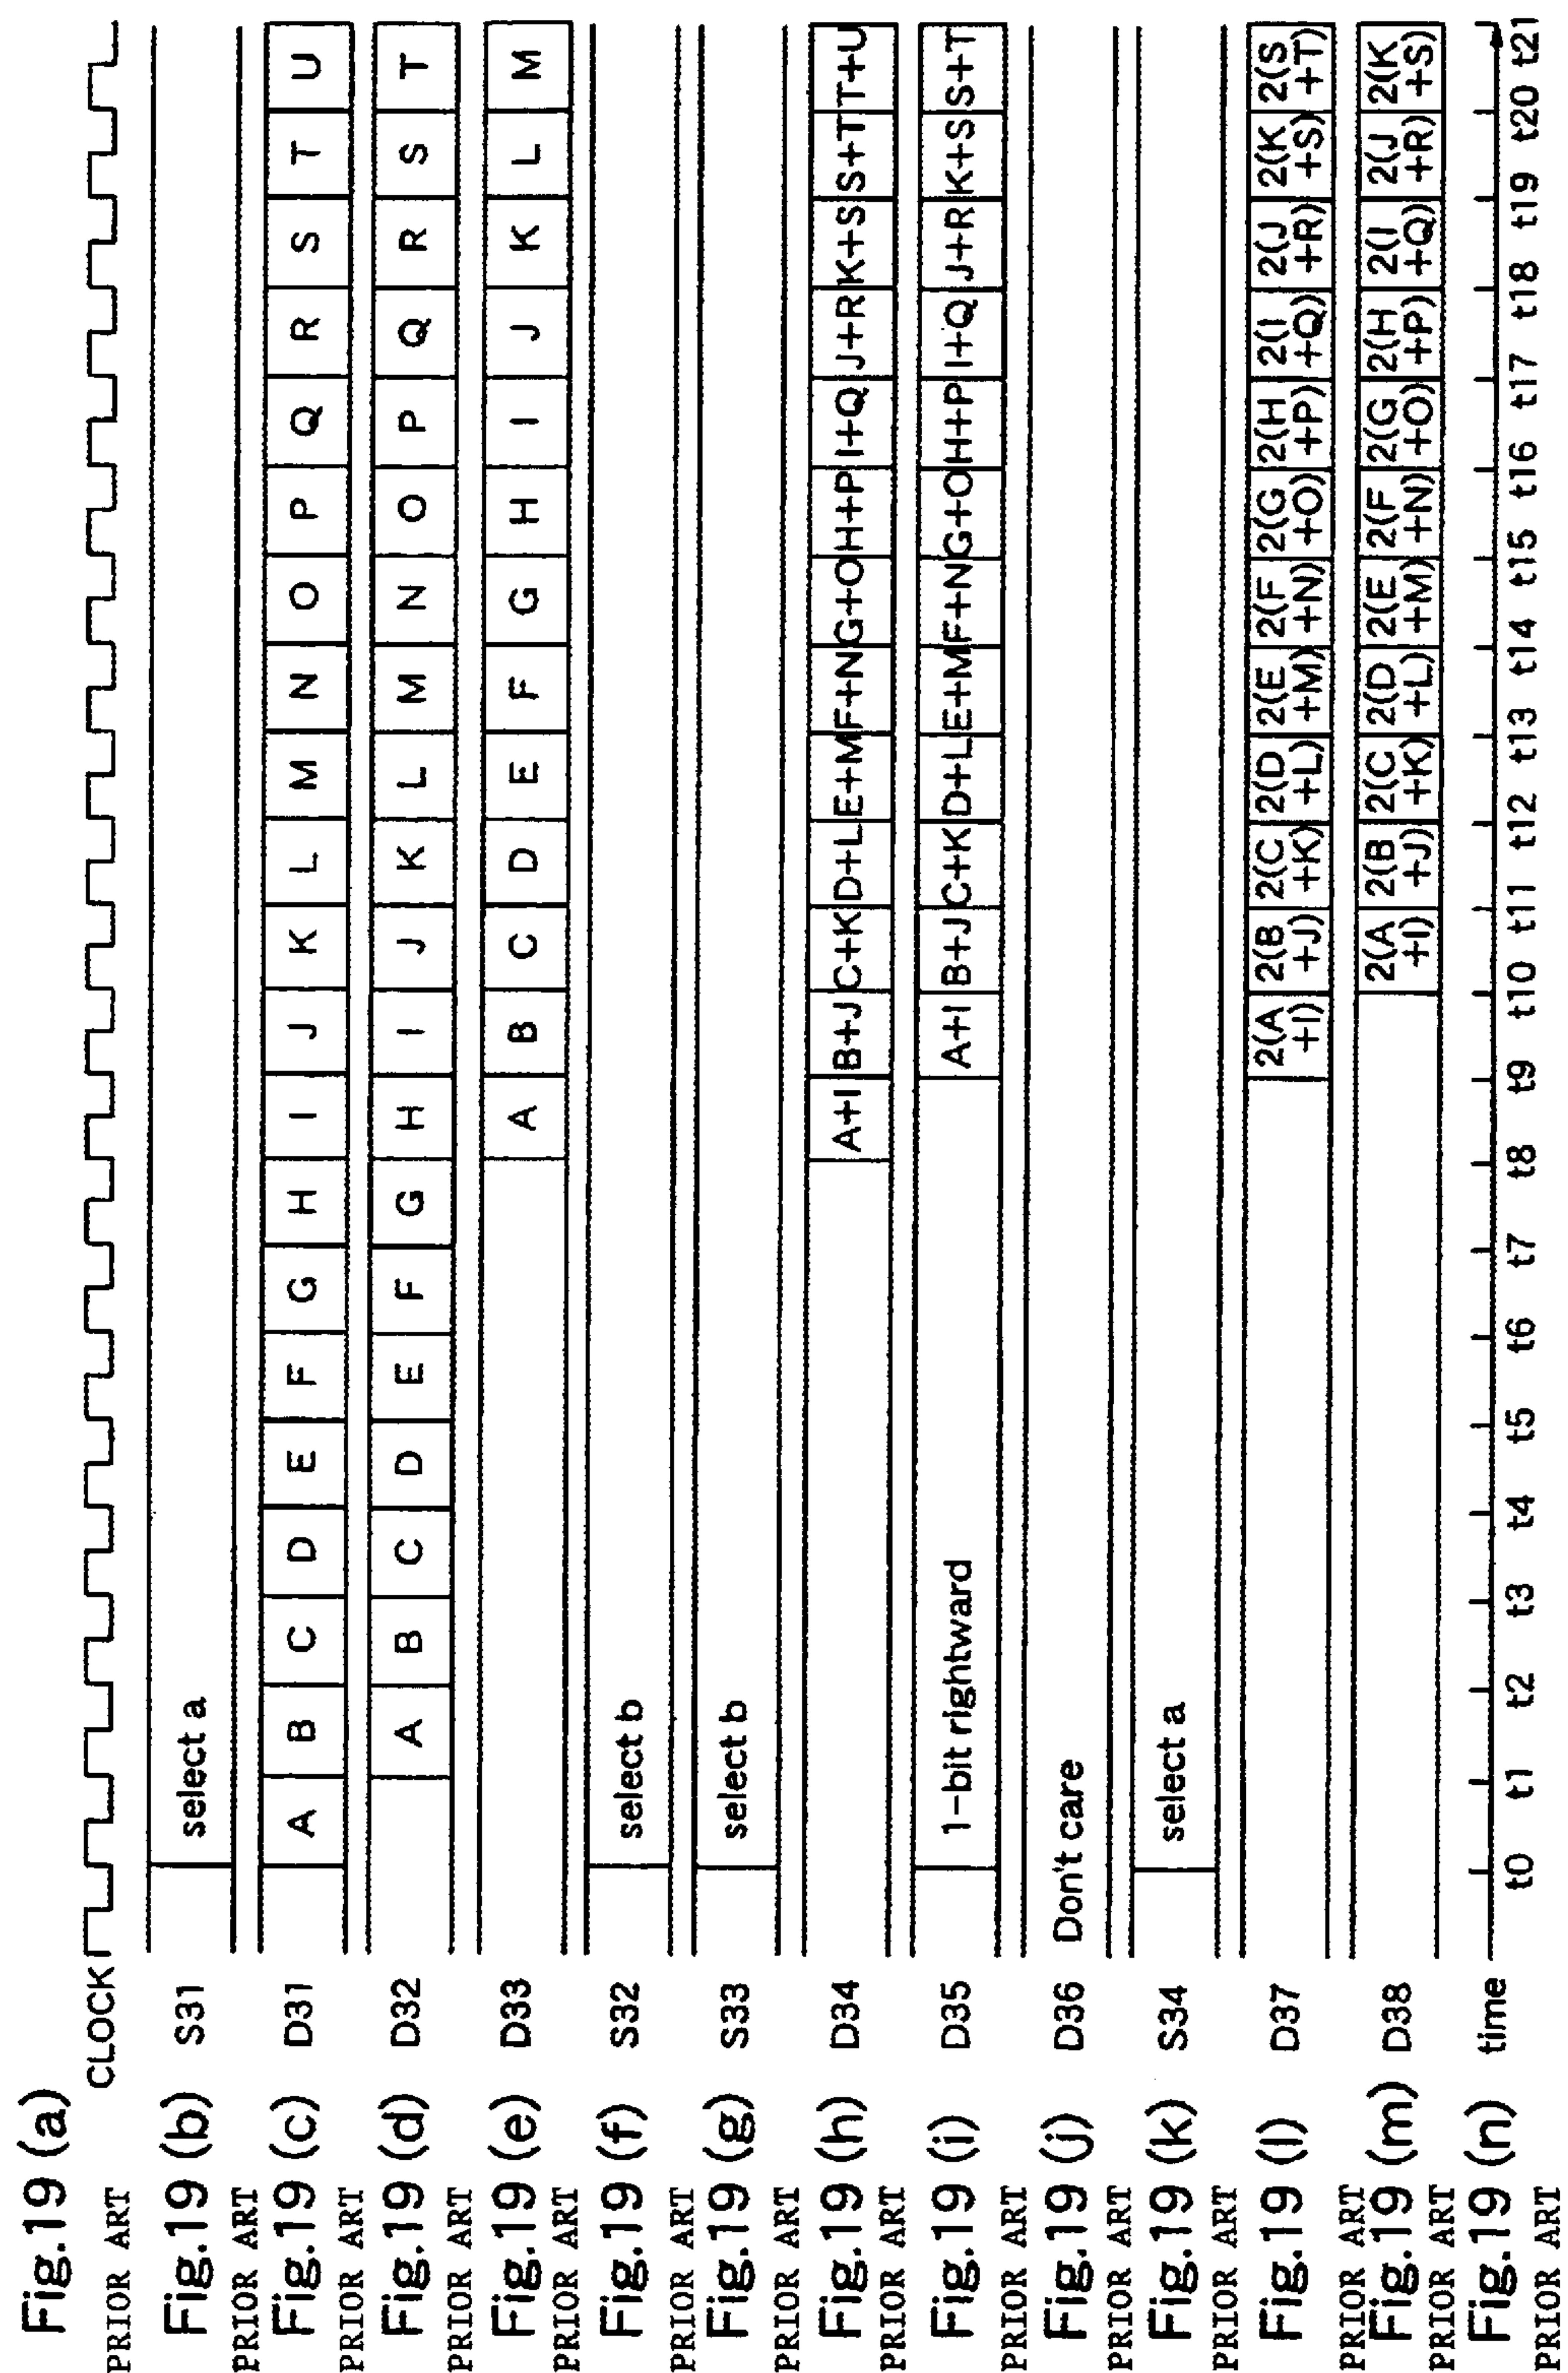 Fig.19 (a)
PRIOR ART
CLOCK
Fig.19 (b) S31 select a
PRIOR ART
Fig.19 (c) D31 A B C D E F G H I J K L M N O P Q R S T U
PRIOR ART
Fig.19 (d) D32 A B C D E F G H I J K L M N O P Q R S T
PRIOR ART
Fig.19 (e) D33 A B C D E F G H I J K L M
PRIOR ART
Fig.19 (f) S32 select b
PRIOR ART
Fig.19 (g) S33 select b
PRIOR ART
Fig.19 (h) D34 A+I B+J C+K D+L E+M F+N G+O H+P I+Q J+R K+S S+T T+U
PRIOR ART
Fig.19 (i) D35 1-bit rightward A+I B+J C+K D+L E+M F+N G+O H+P I+Q J+R K+S S+T
PRIOR ART
Fig.19 (j) D36 Don't care
PRIOR ART
Fig.19 (k) S34 select a
PRIOR ART
Fig.19 (l) D37 2(A 2(B 2(C 2(D 2(E 2(F 2(G 2(H 2(I 2(J 2(K 2(S
+I) +J) +K) +L) +M) +N) +O) +P) +Q) +R) +S) +T)
PRIOR ART
Fig.19 (m) D38 2(A 2(B 2(C 2(D 2(E 2(F 2(G 2(H 2(I 2(J 2(K
+I) +J) +K) +L) +M) +N) +O) +P) +Q) +R) +S)
PRIOR ART
Fig.19 (n) time t0 t1 t2 t3 t4 t5 t6 t7 t8 t9 t10 t11 t12 t13 t14 t15 t16 t17 t18 t19 t20 t21
PRIOR ART